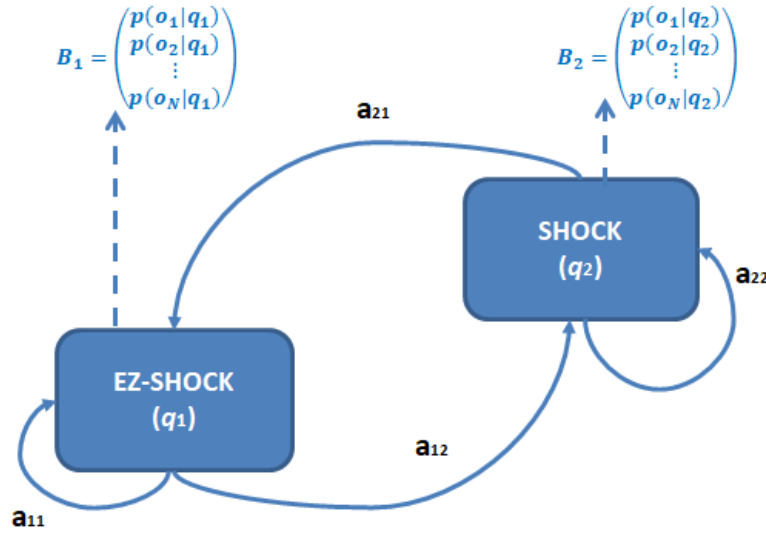 B₁ = (p(o₁|q₁) p(o₂|q₁) ⋮ p(o_N|q₁))
B₂ = (p(o₁|q₂) p(o₂|q₂) ⋮ p(o_N|q₂))
a₂₁
SHOCK
(q₂)
a₂₂
EZ-SHOCK
(q₁)
a₁₂
a₁₁